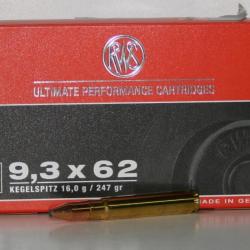 RWS
ULTIMATE PERFORMANCE CARTRIDGES
9,3 x 62
KEGELSPITZ 16,0 g / 247 gr
MADE IN GE